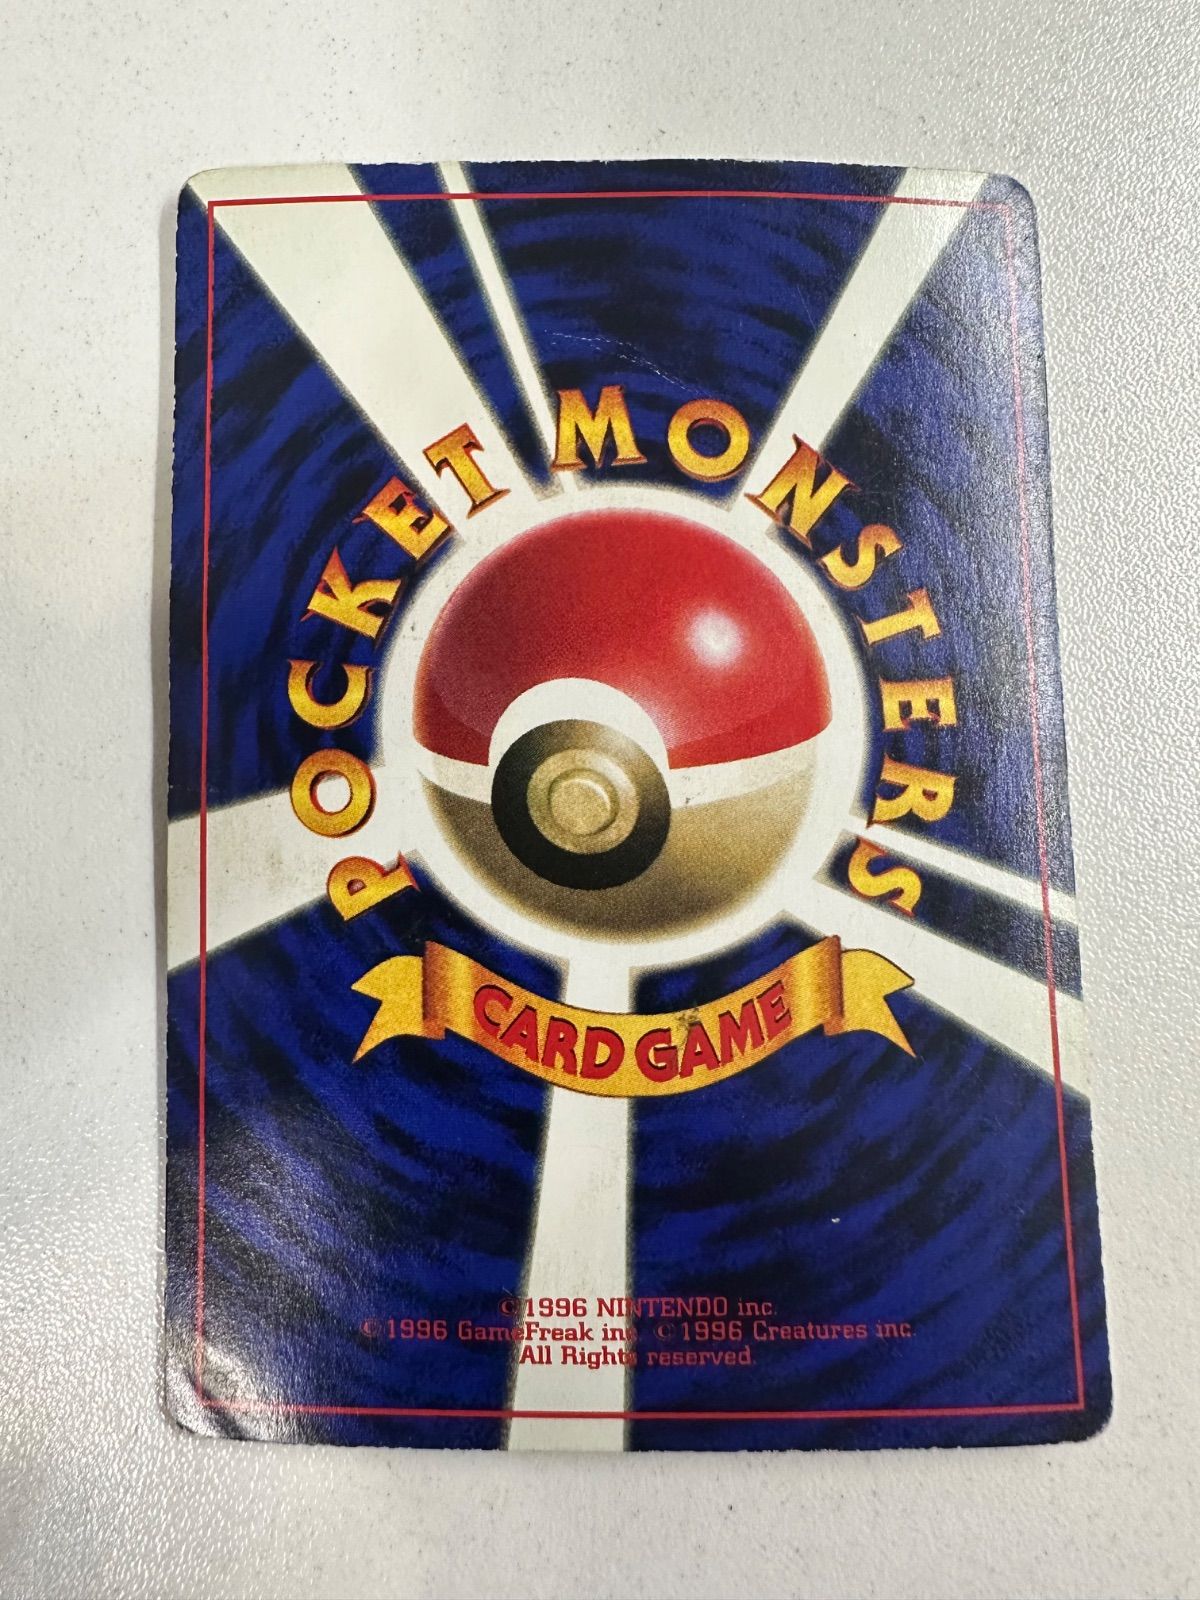 POCKET MONSTERS
CARD GAME
©1996 NINTENDO inc.
©1996 GameFreak inc. ©1996 Creatures inc.
All Rights reserved.